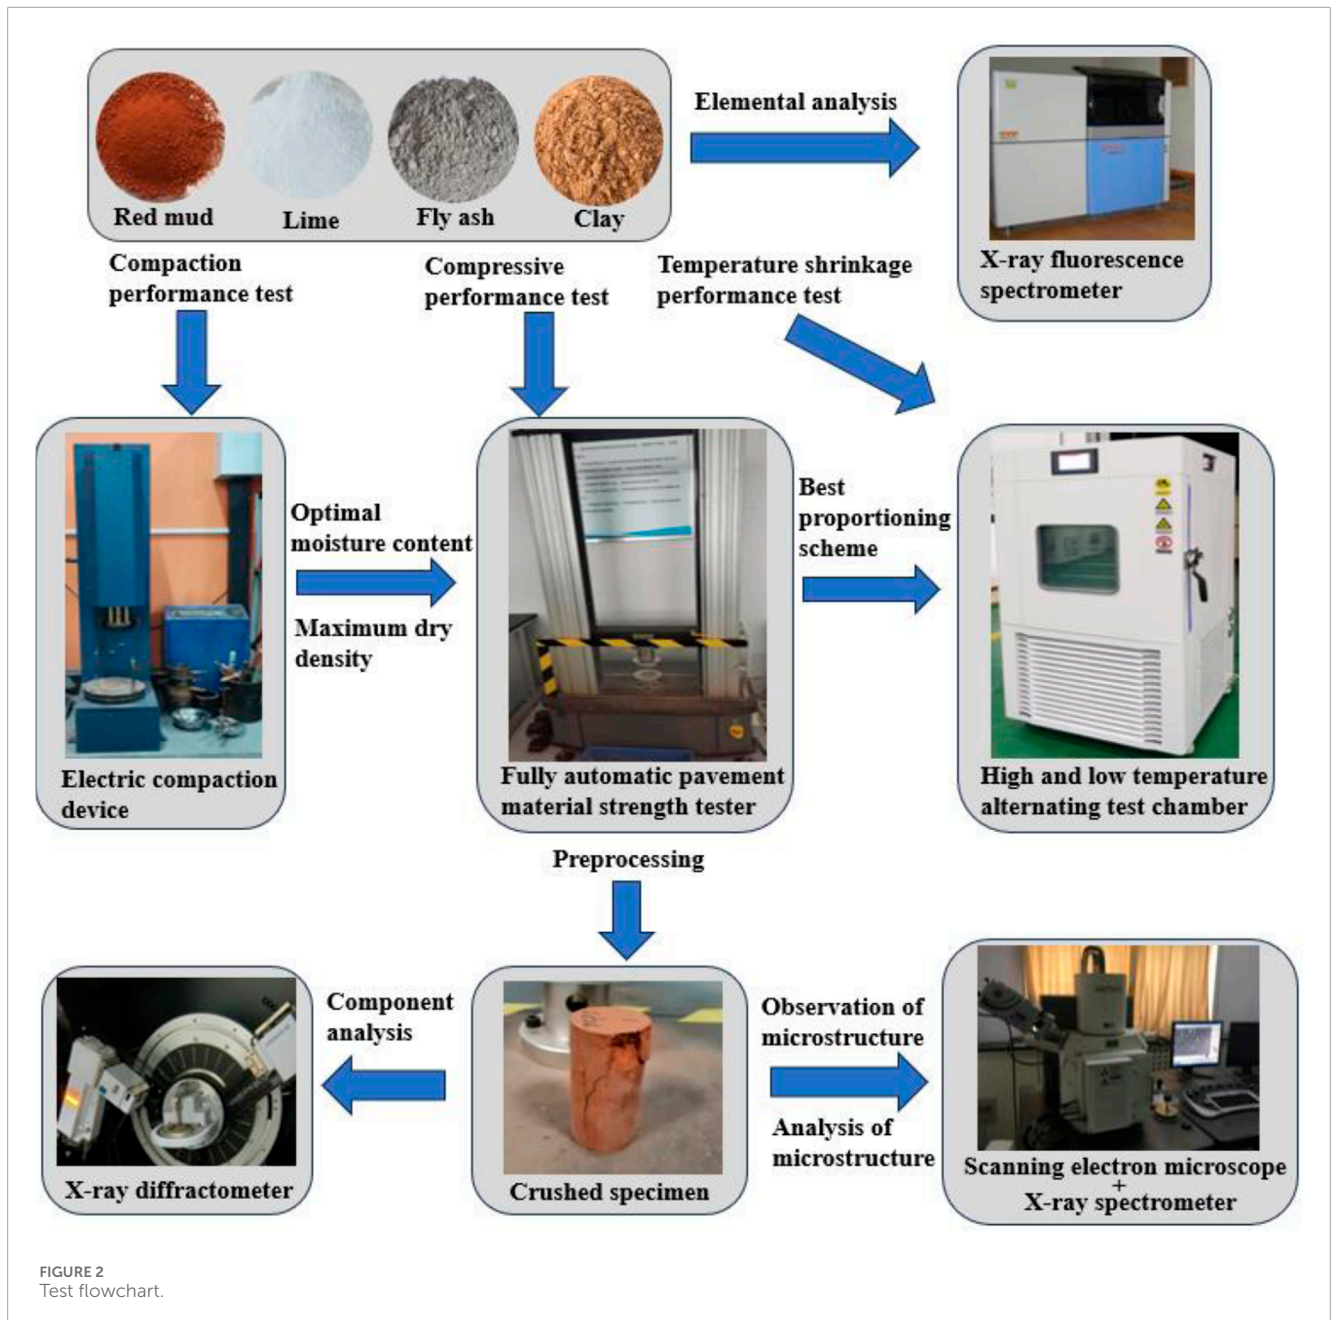 Red mud
Lime
Fly ash
Clay
Elemental analysis
X-ray fluorescence
spectrometer
Compaction
performance test
Compressive
performance test
Temperature shrinkage
performance test
Optimal
moisture content
Maximum dry
density
Best
proportioning
scheme
Electric compaction
device
Fully automatic pavement
material strength tester
High and low temperature
alternating test chamber
Preprocessing
Component
analysis
Observation of
microstructure
Analysis of
microstructure
X-ray diffractometer
Crushed specimen
Scanning electron microscope
+
X-ray spectrometer
FIGURE 2
Test flowchart.